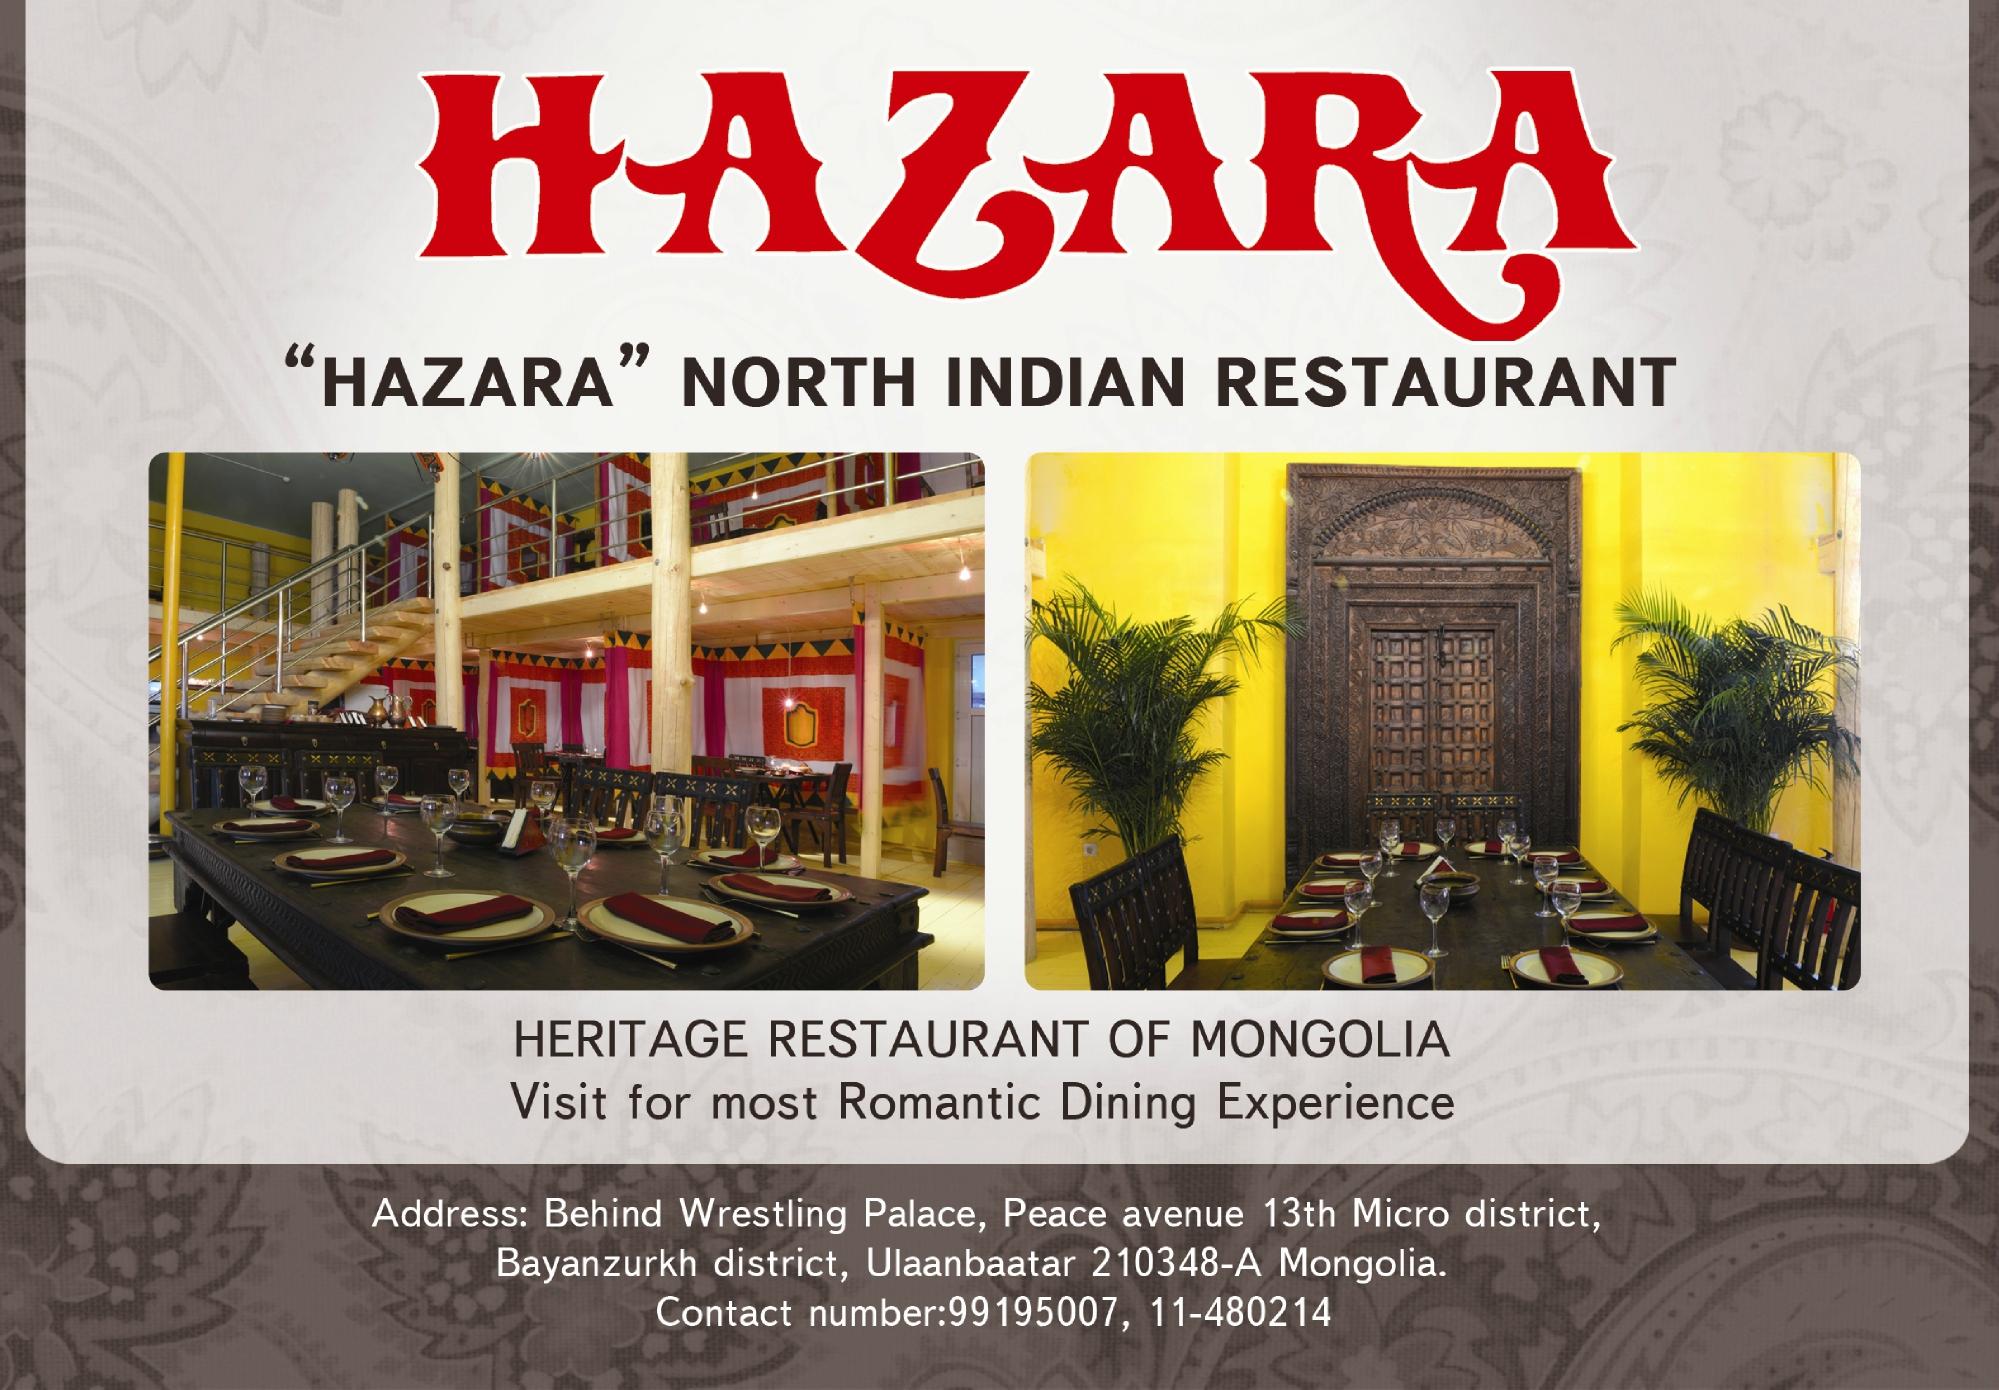 HAZARA
“HAZARA” NORTH INDIAN RESTAURANT
HERITAGE RESTAURANT OF MONGOLIA
Visit for most Romantic Dining Experience
Address: Behind Wrestling Palace, Peace avenue 13th Micro district,
Bayanzurkh district, Ulaanbaatar 210348-A Mongolia.
Contact number:99195007, 11-480214